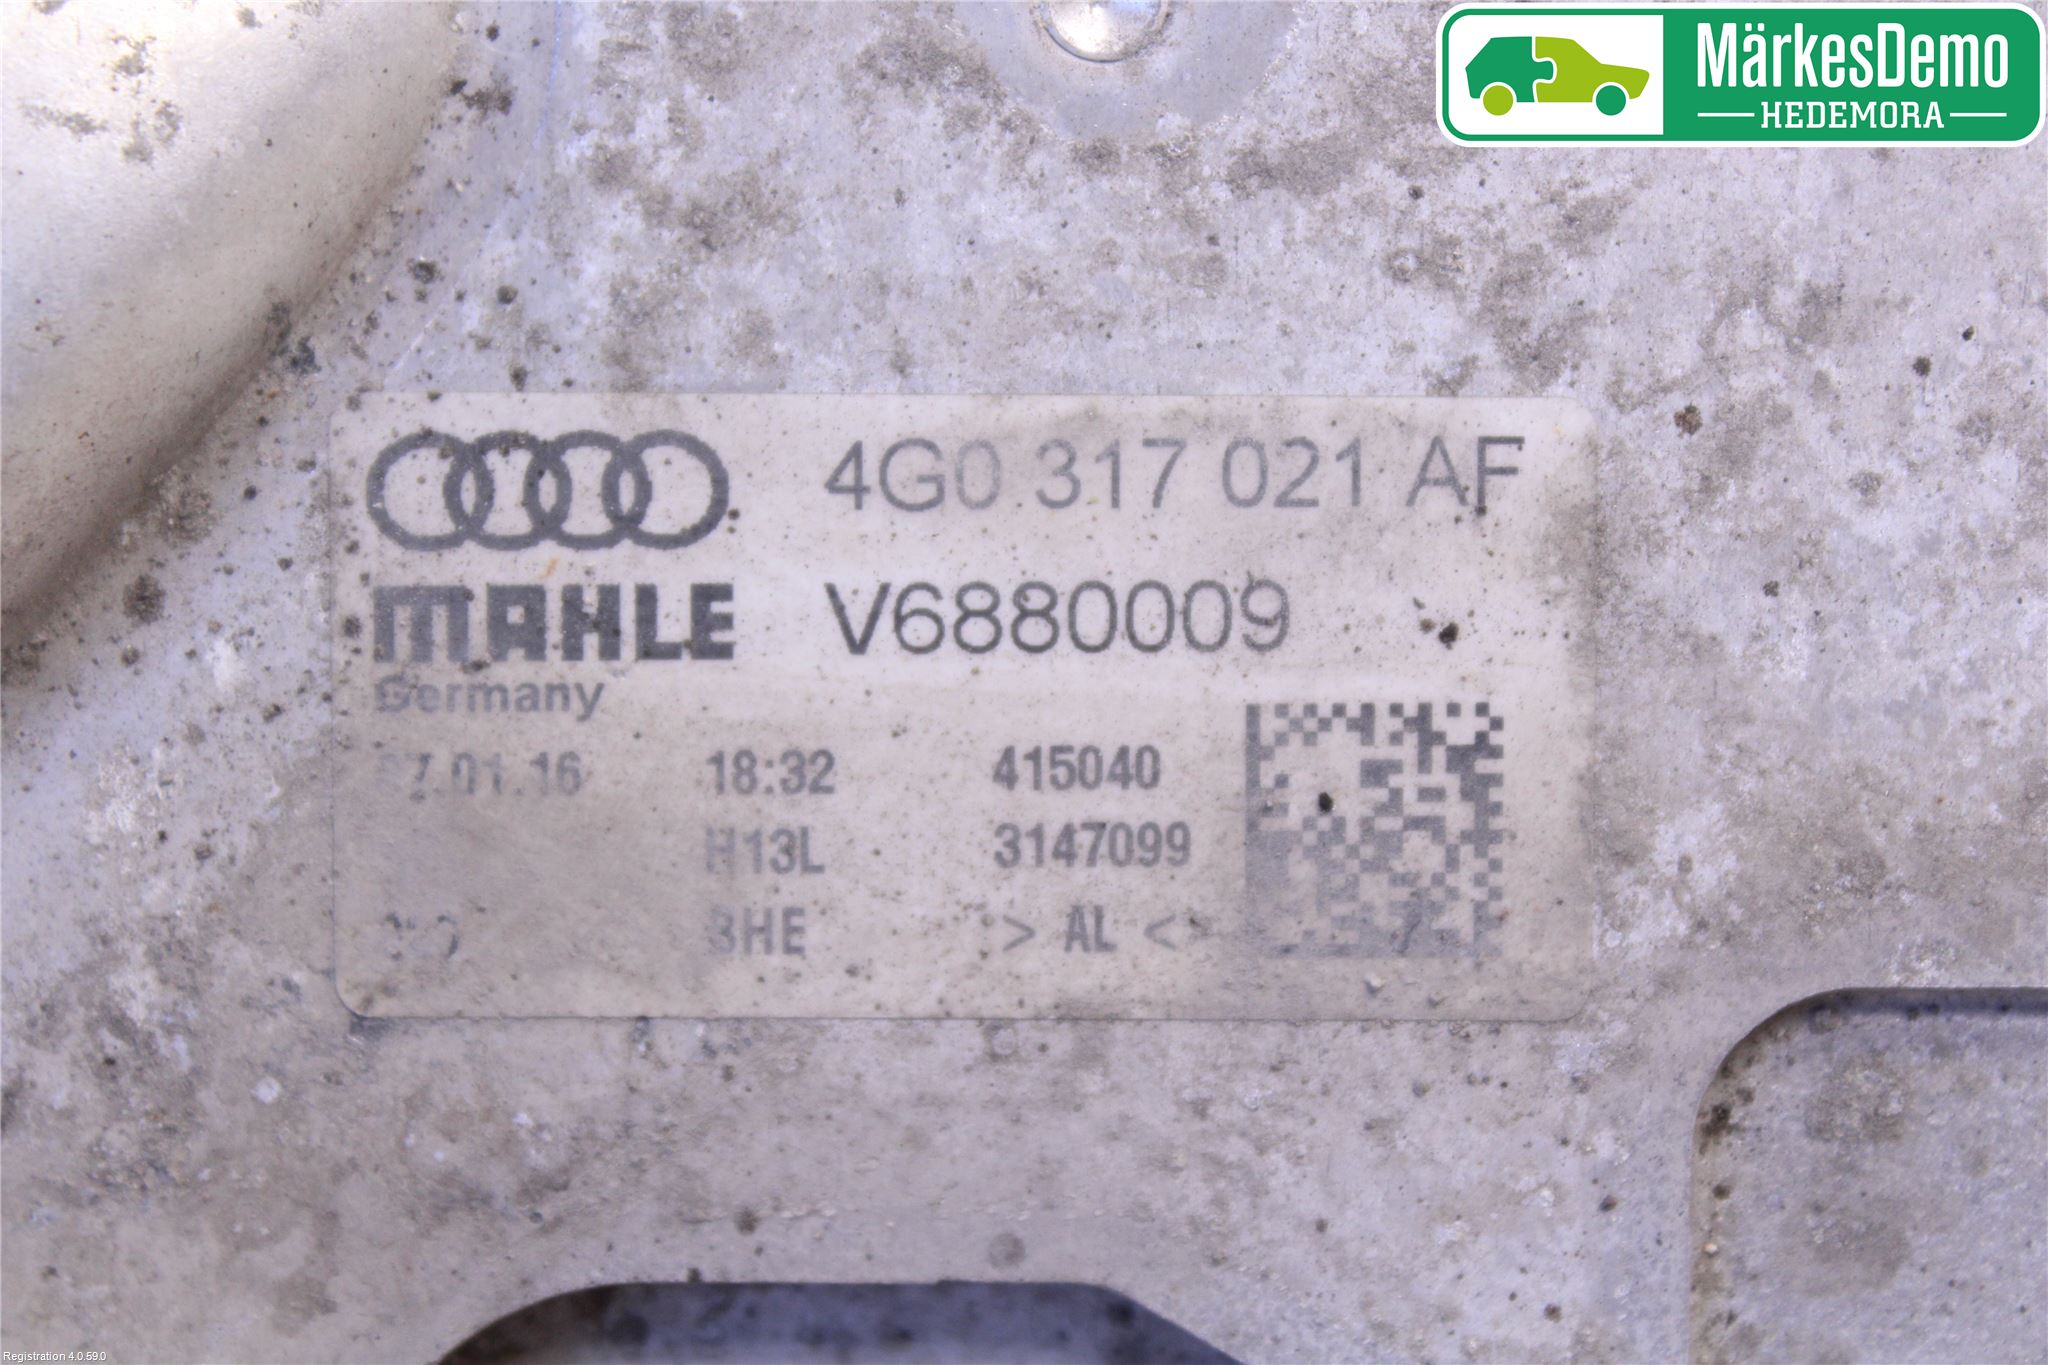 MärkesDemo
HEDEMORA
4G0 317 021 AF
MAHLE V6880009
Germany
18:32 415040
H13L 3147099
> AL <
Registration 4.0.59.0